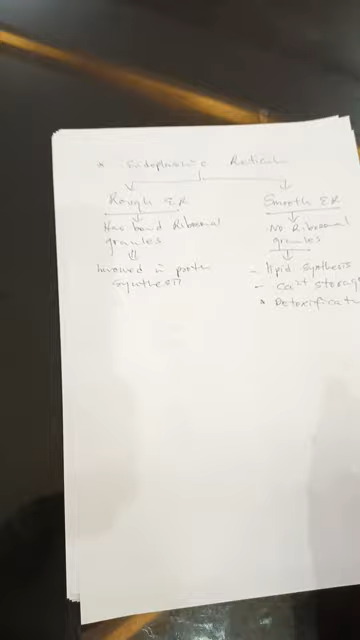 * Endoplasmic Reticulum
Rough ER
Has bound Ribosomal
granules
Involved in protein
synthesis
Smooth ER
No Ribosomal
granules
- lipid synthesis
- Ca2+ storage
* Detoxificat